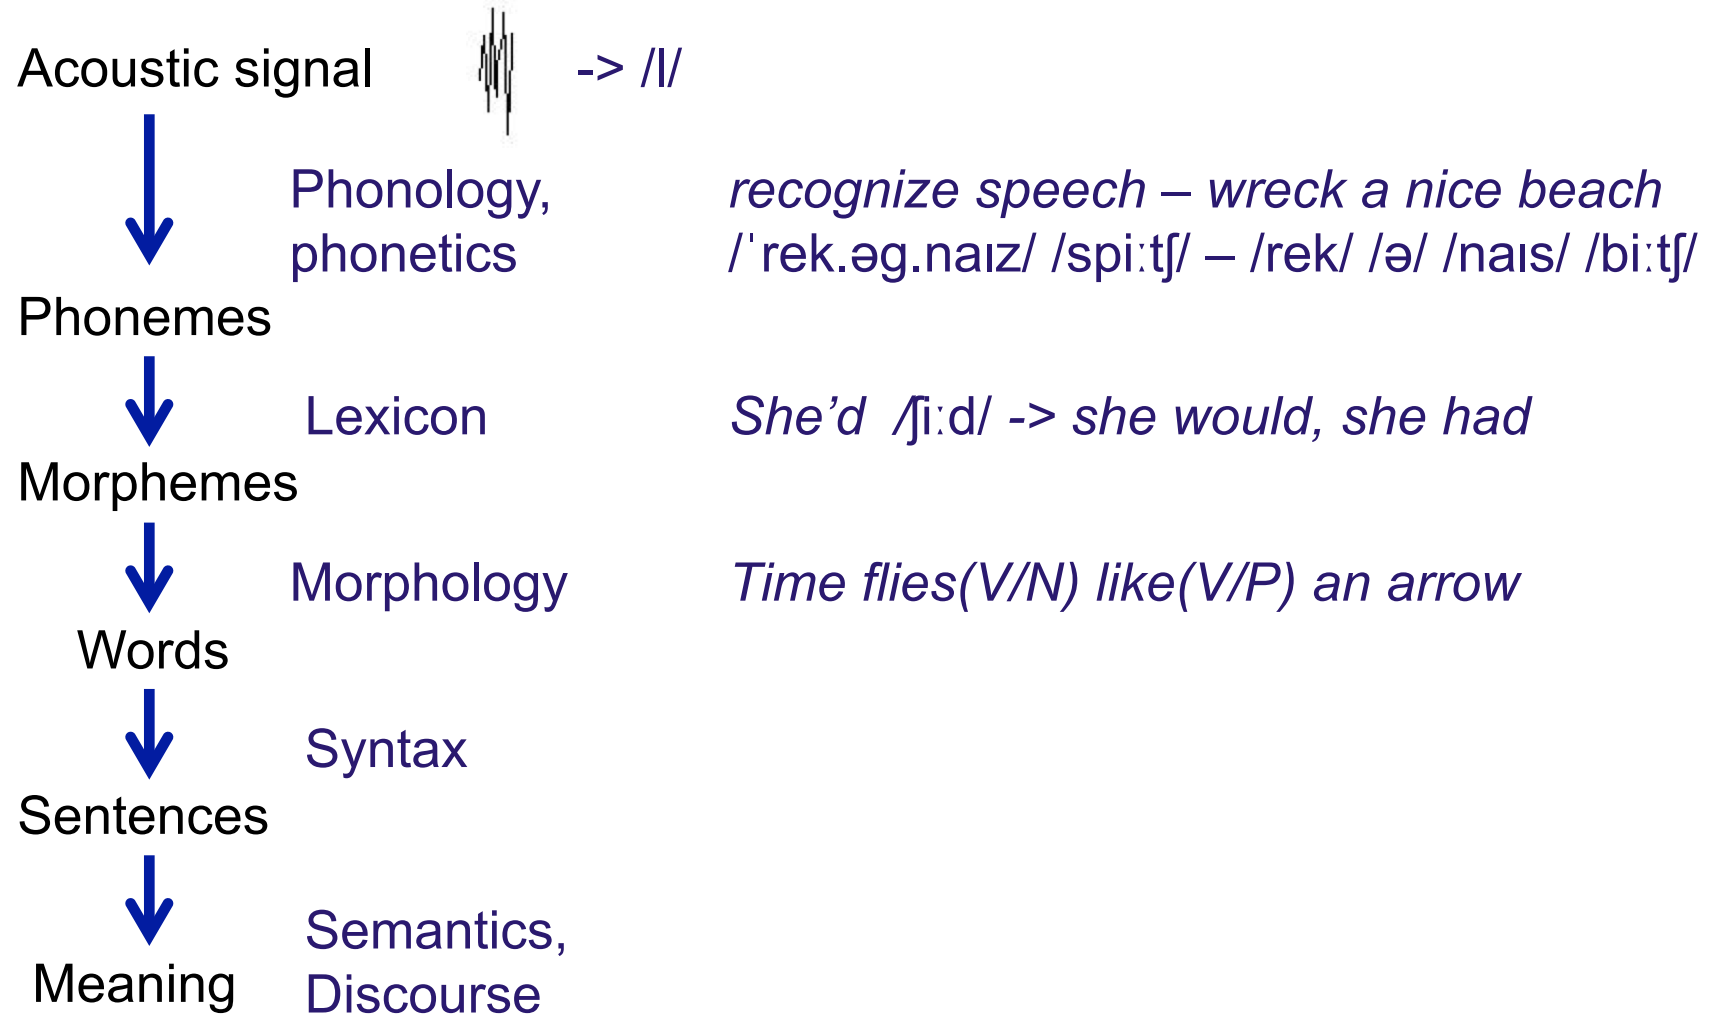 Acoustic signal -> /l/
Phonology, recognize speech – wreck a nice beach
phonetics /ˈrek.əg.naɪz/ /spiːtʃ/ – /rek/ /ə/ /naɪs/ /biːtʃ/
Phonemes
Lexicon She’d /ʃiːd/ -> she would, she had
Morphemes
Morphology Time flies(V/N) like(V/P) an arrow
Words
Syntax
Sentences
Semantics,
Meaning
Discourse